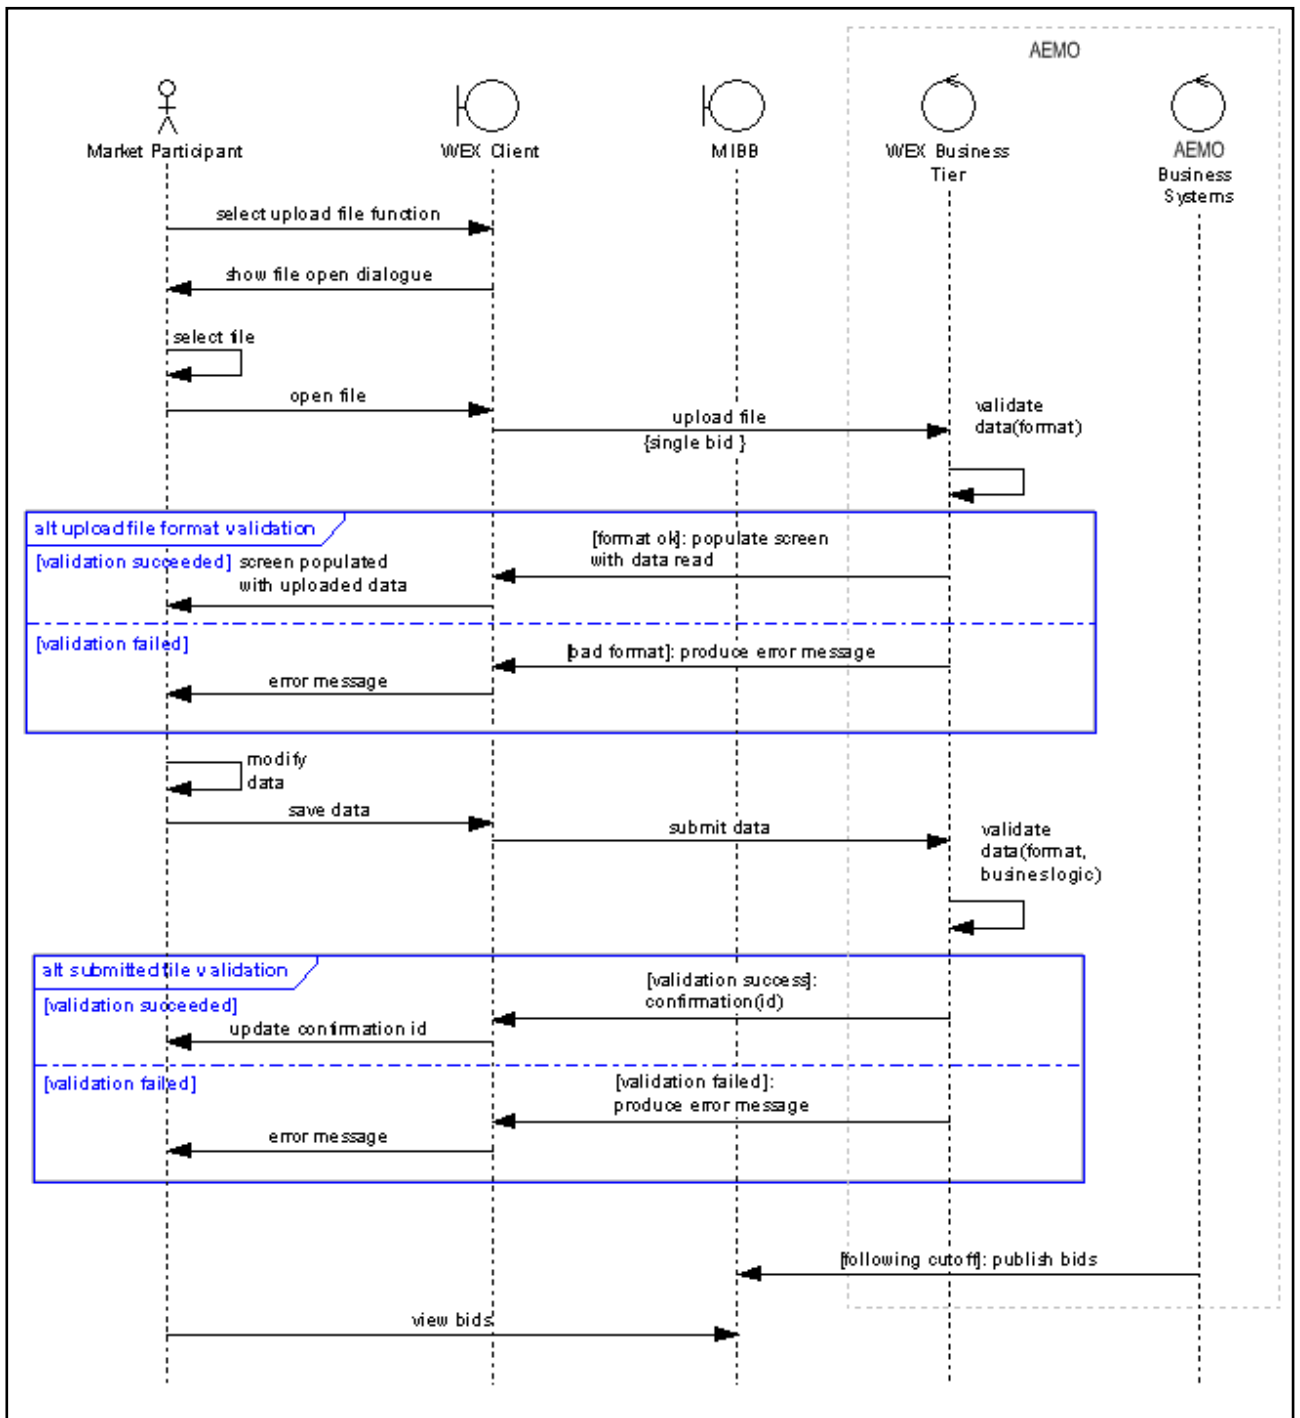 AEMO
Market Participant
WEX Client
MIBB
WEX Business
Tier
AEMO
Business
Systems
select upload file function
show file open dialogue
select file
open file
upload file
{single bid }
validate
data(format)
alt upload file format validation
[validation succeeded]
screen populated
with uploaded data
[format ok]: populate screen
with data read
[validation failed]
[bad format]: produce error message
error message
modify
data
save data
submit data
validate
data(format,
busineslogic)
alt submitted file validation
[validation succeeded]
[validation success]:
confirmation(id)
update confirmation id
[validation failed]
[validation failed]:
produce error message
error message
[following cutoff]: publish bids
view bids